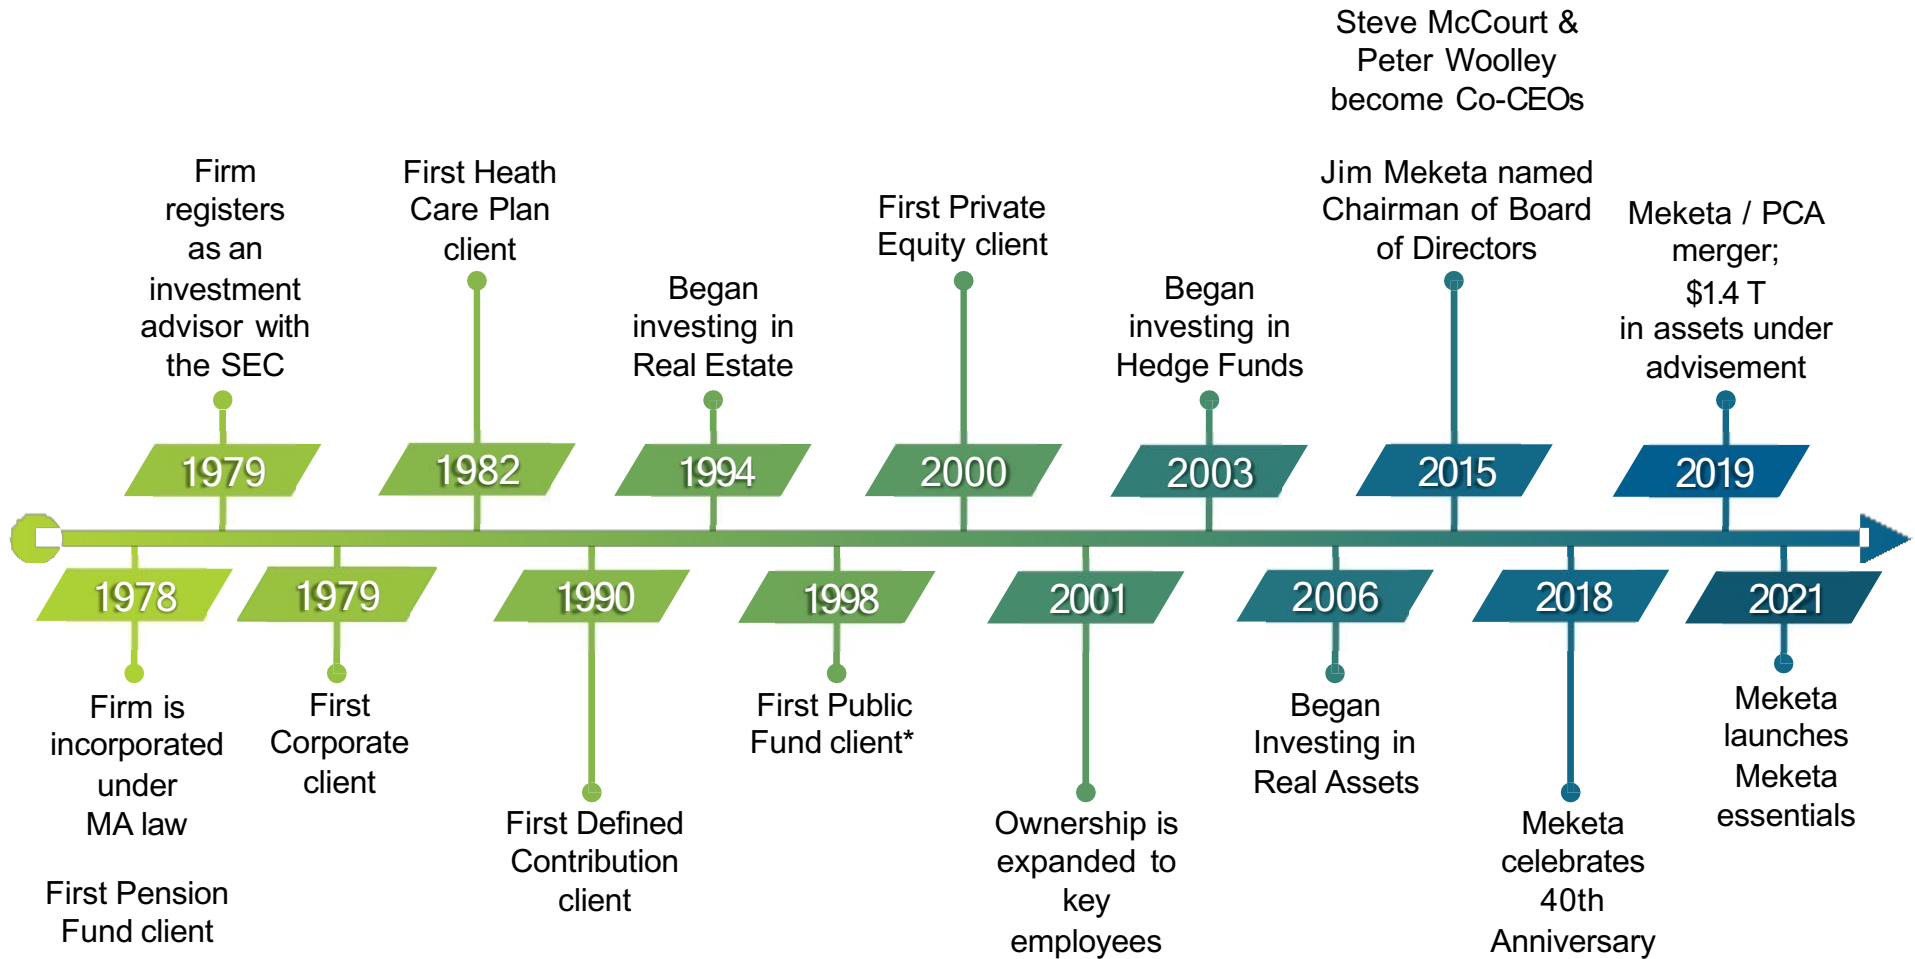 Steve McCourt &
Peter Woolley
become Co-CEOs
Jim Meketa named
Chairman of Board
of Directors
Firm
registers
as an
investment
advisor with
the SEC
First Heath
Care Plan
client
Began
investing in
Real Estate
First Private
Equity client
Began
investing in
Hedge Funds
Meketa / PCA
merger;
$1.4 T
in assets under
advisement
1979
1982
1994
2000
2003
2015
2019
1978
1979
1990
1998
2001
2006
2018
2021
Firm is
incorporated
under
MA law
First Pension
Fund client
First
Corporate
client
First Defined
Contribution
client
First Public
Fund client*
Ownership is
expanded to
key
employees
Began
Investing in
Real Assets
Meketa
celebrates
40th
Anniversary
Meketa
launches
Meketa
essentials